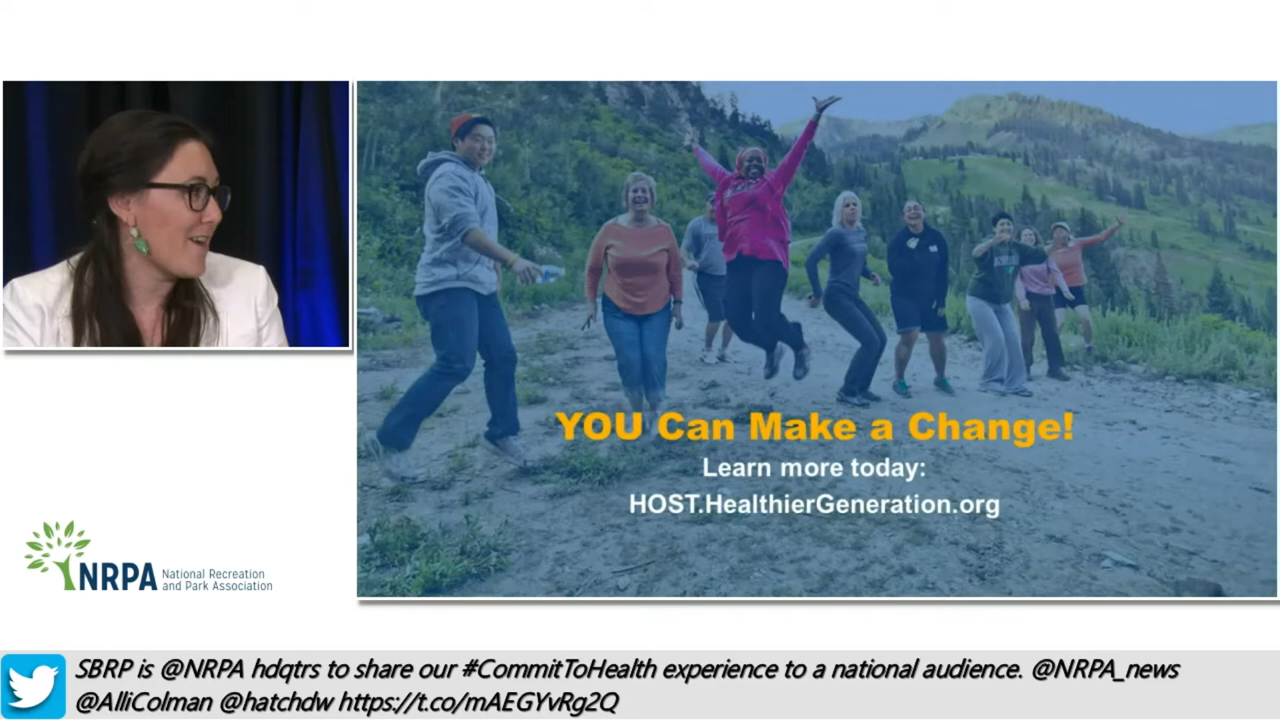 YOU Can Make a Change!
Learn more today:
HOST.HealthierGeneration.org
NRPA National Recreation
and Park Association
SBRP is @NRPA hdqtrs to share our #CommitToHealth experience to a national audience. @NRPA_news
@AlliColman @hatchdw https://t.co/mAEGYvRg2Q